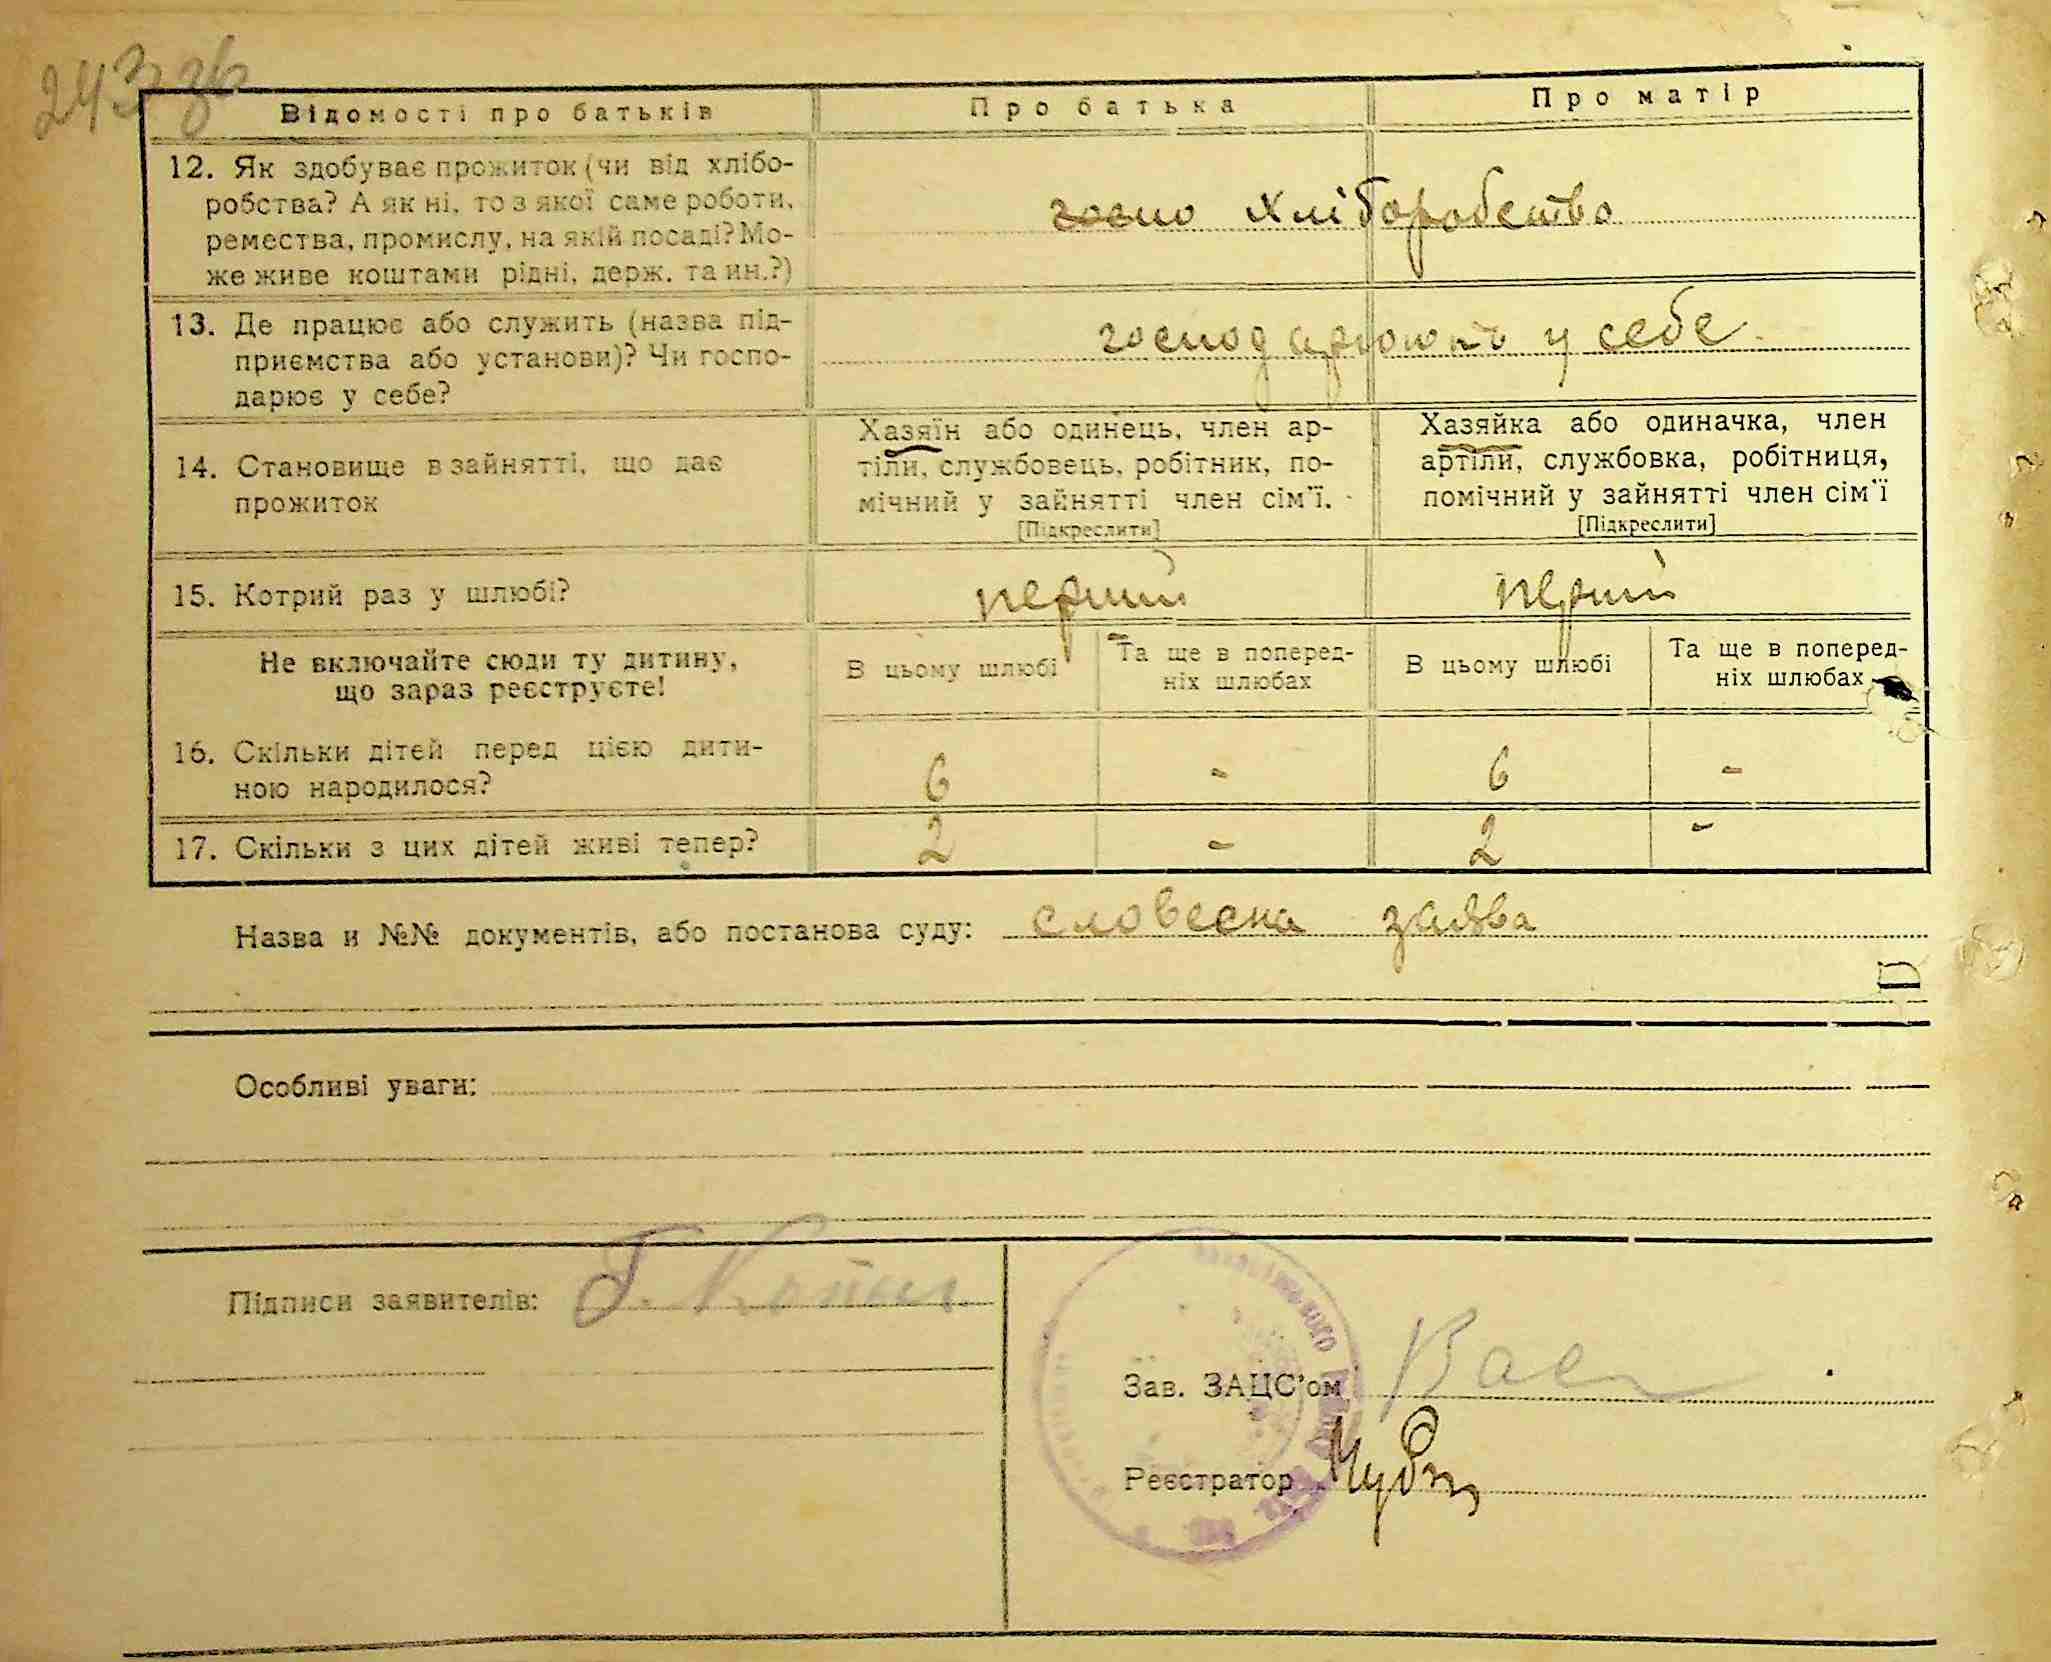 243 зв
Відомості про батьків
Про батька
Про матір
12. Як здобуває прожиток (чи від хлібо-
робства? А як ні, то з якої саме роботи,
ремества, промислу, на якій посаді? Мо-
же живе коштами рідні, держ. та ин.?)
хліборобство
13. Де працює або служить (назва під-
приємства або установи)? Чи госпо-
дарює у себе?
господарюють у себе
14. Становище в зайнятті, що дає
прожиток
Хазяїн або одинець, член ар-
тіли, службовець, робітник, по-
мічний у зайнятті член сім'ї.
[Підкреслити]
Хазяйка або одиначка, член
артіли, службовка, робітниця,
помічний у зайнятті член сім'ї
[Підкреслити]
15. Котрий раз у шлюбі?
перший
перший
Не включайте сюди ту дитину,
що зараз реєструєте!
В цьому шлюбі
Та ще в поперед-
ніх шлюбах
В цьому шлюбі
Та ще в поперед-
ніх шлюбах
16. Скільки дітей перед цією дити-
ною народилося?
6 - 6 -
17. Скільки з цих дітей живі тепер?
2 - 2 -
Назва и №№ документів, або постанова суду: словесна заява
Особливі уваги:
Підписи заявителів:
Зав. ЗАЦС'ом
Реєстратор